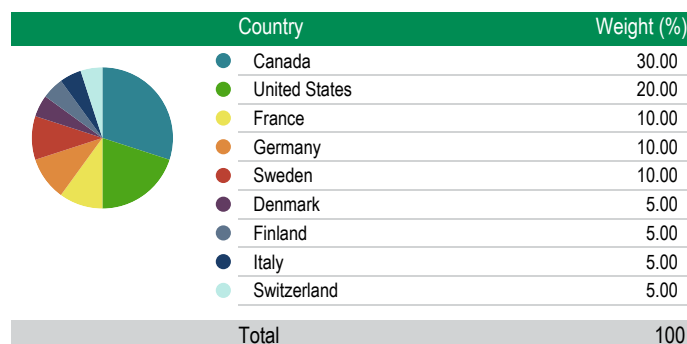 Country Weight (%)
Canada 30.00
United States 20.00
France 10.00
Germany 10.00
Sweden 10.00
Denmark 5.00
Finland 5.00
Italy 5.00
Switzerland 5.00
Total 100